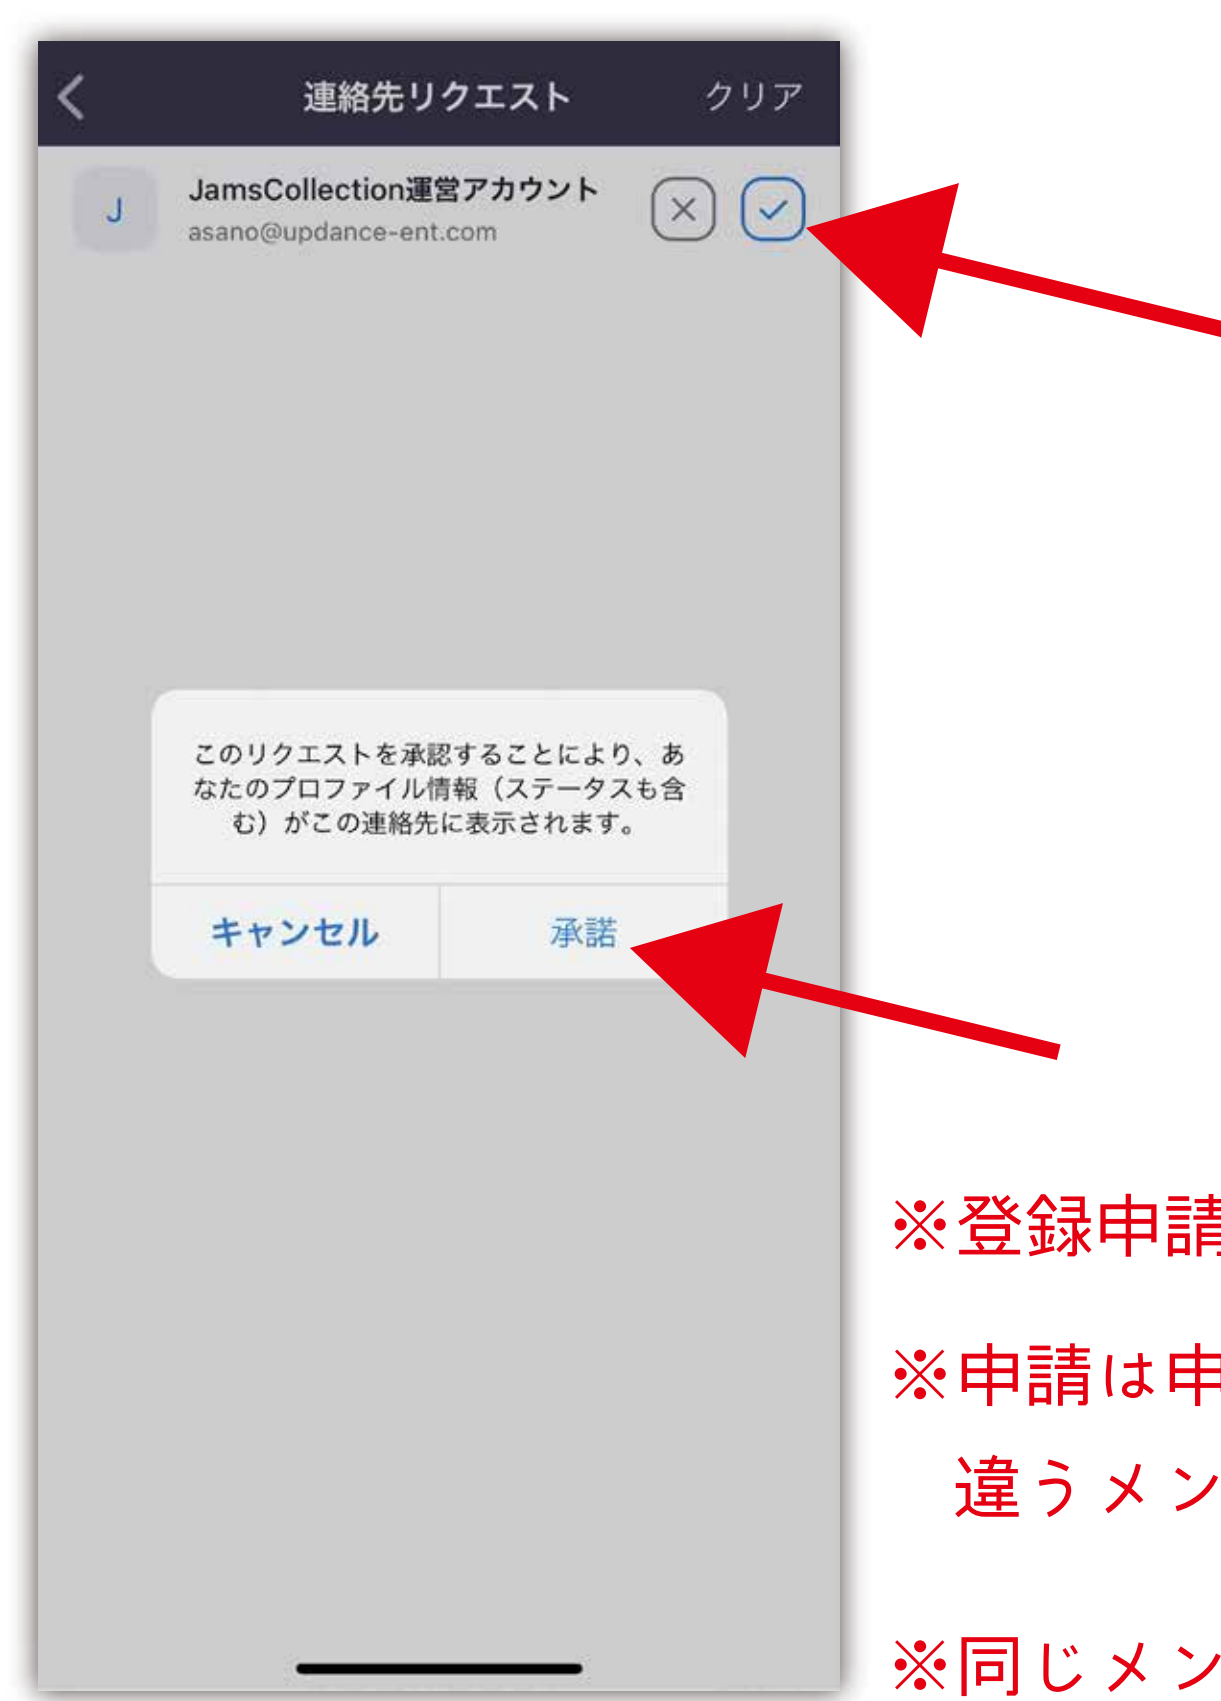 連絡先リクエスト
クリア
J
JamsCollection運営アカウント
asano@updance-ent.com
このリクエストを承認することにより、あ
なたのプロファイル情報（ステータスも含
む）がこの連絡先に表示されます。
キャンセル
承諾
※登録申請
※申請は申
違うメン
※同じメン